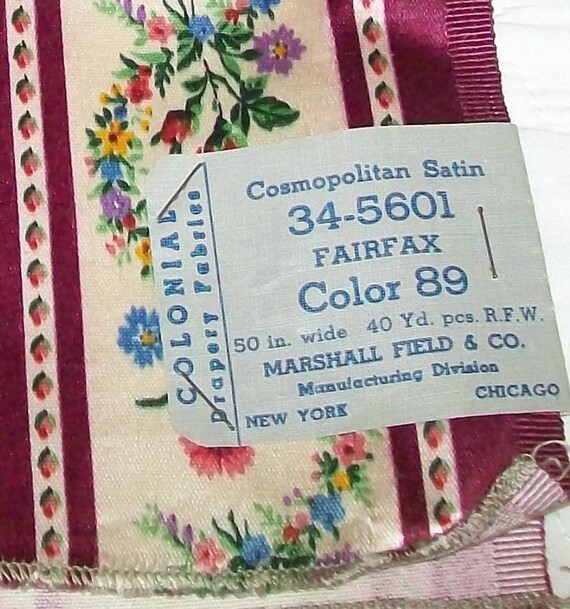 COLONIAL
Drapery Fabrics
Cosmopolitan Satin
34-5601
FAIRFAX
Color 89
50 in. wide 40 Yd. pcs. R.F.W.
MARSHALL FIELD & CO.
Manufacturing Division
NEW YORK CHICAGO